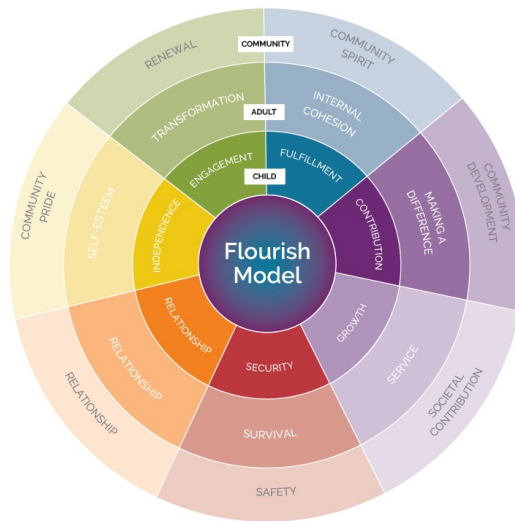 COMMUNITY
ADULT
CHILD
Flourish
Model
RENEWAL
TRANSFORMATION
ENGAGEMENT
COMMUNITY
SPIRIT
INTERNAL
COHESION
FULFILLMENT
COMMUNITY
DEVELOPMENT
MAKING A
DIFFERENCE
CONTRIBUTION
SOCIETAL
CONTRIBUTION
SERVICE
GROWTH
SAFETY
SURVIVAL
SECURITY
RELATIONSHIP
RELATIONSHIP
RELATIONSHIP
COMMUNITY
PRIDE
SELF-ESTEEM
INDEPENDENCE